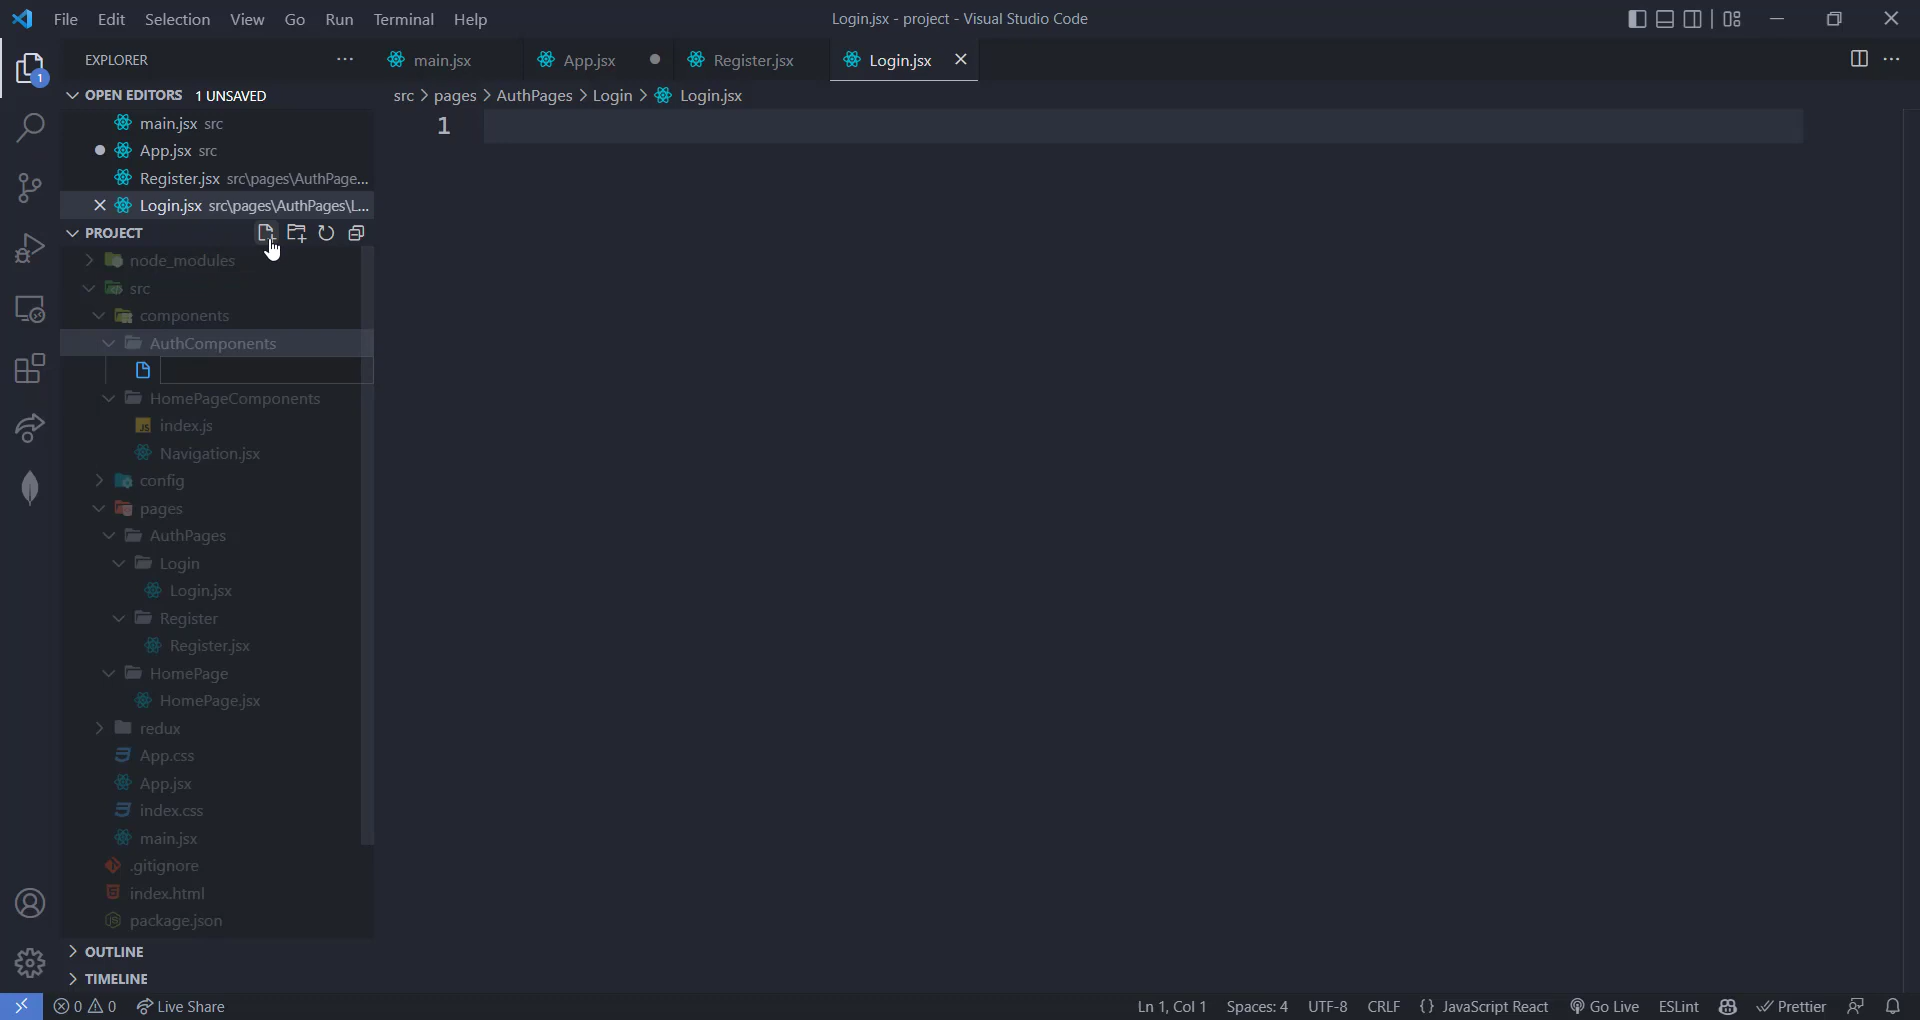 File Edit Selection View Go Run Terminal Help
Login.jsx - project - Visual Studio Code
EXPLORER
main.jsx
App.jsx
Register.jsx
Login.jsx
OPEN EDITORS 1 UNSAVED
src > pages > AuthPages > Login > Login.jsx
main.jsx src
1
App.jsx src
Register.jsx src\pages\AuthPage...
Login.jsx src\pages\AuthPages\L...
PROJECT
node_modules
src
components
AuthComponents
HomePageComponents
JS index.js
Navigation.jsx
config
pages
AuthPages
Login
Login.jsx
Register
Register.jsx
HomePage
HomePage.jsx
redux
App.css
App.jsx
index.css
main.jsx
.gitignore
index.html
package.json
OUTLINE
TIMELINE
1
0 0 Live Share
Ln 1, Col 1 Spaces: 4 UTF-8 CRLF {} JavaScript React Go Live ESLint Prettier